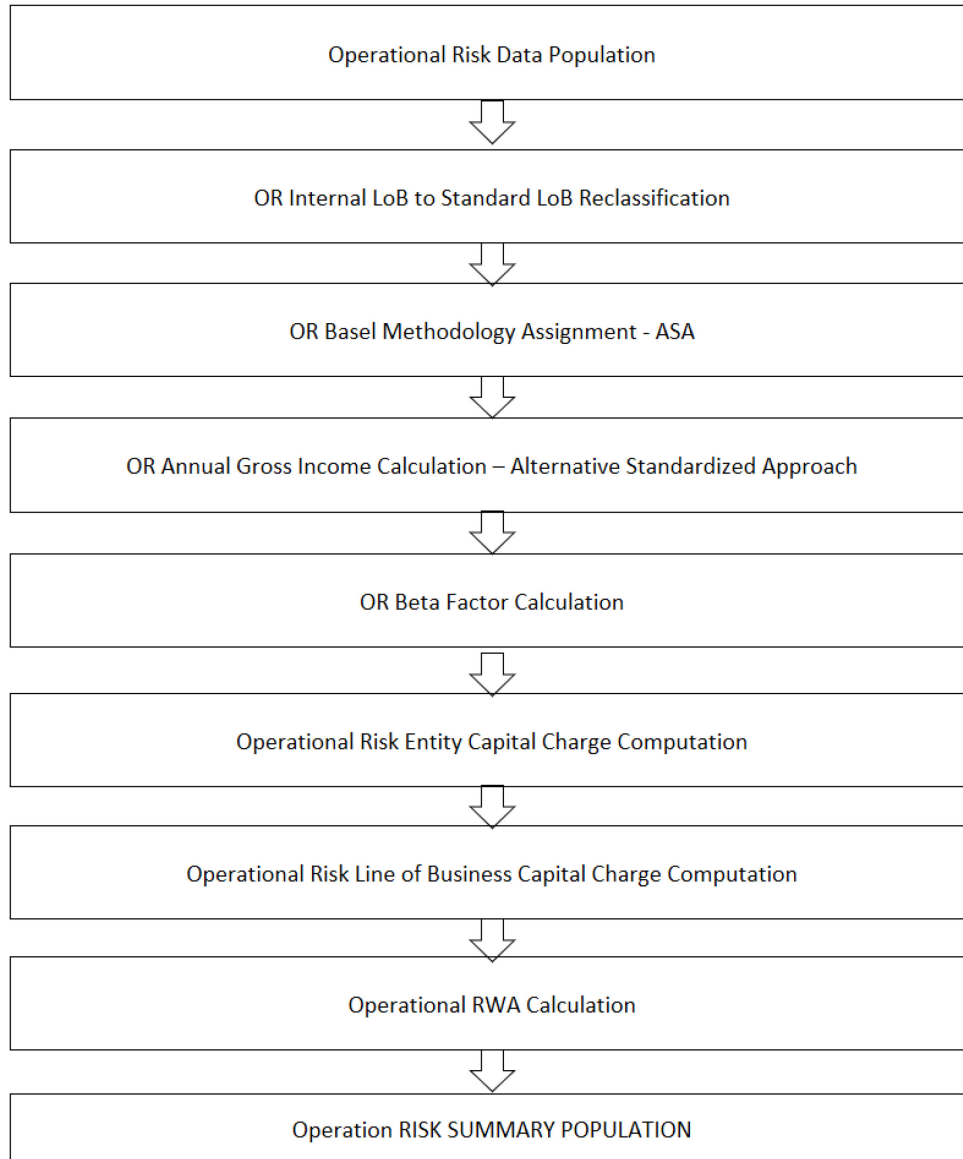 Operational Risk Data Population
OR Internal LoB to Standard LoB Reclassification
OR Basel Methodology Assignment - ASA
OR Annual Gross Income Calculation – Alternative Standardized Approach
OR Beta Factor Calculation
Operational Risk Entity Capital Charge Computation
Operational Risk Line of Business Capital Charge Computation
Operational RWA Calculation
Operation RISK SUMMARY POPULATION